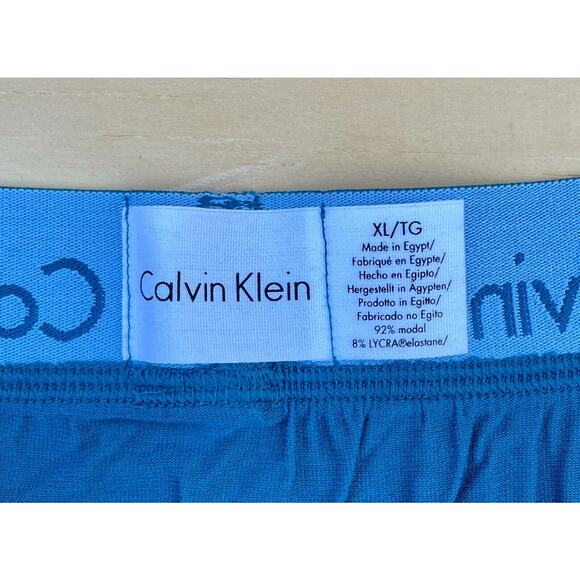 Calvin Klein
XL/TG
Made in Egypt/
Fabriqué en Egypte/
Hecho en Egipto/
Hergestellt in Ägypten/
Prodotto in Egitto/
Fabricado no Egito
92% modal
8% LYCRA®elastane/